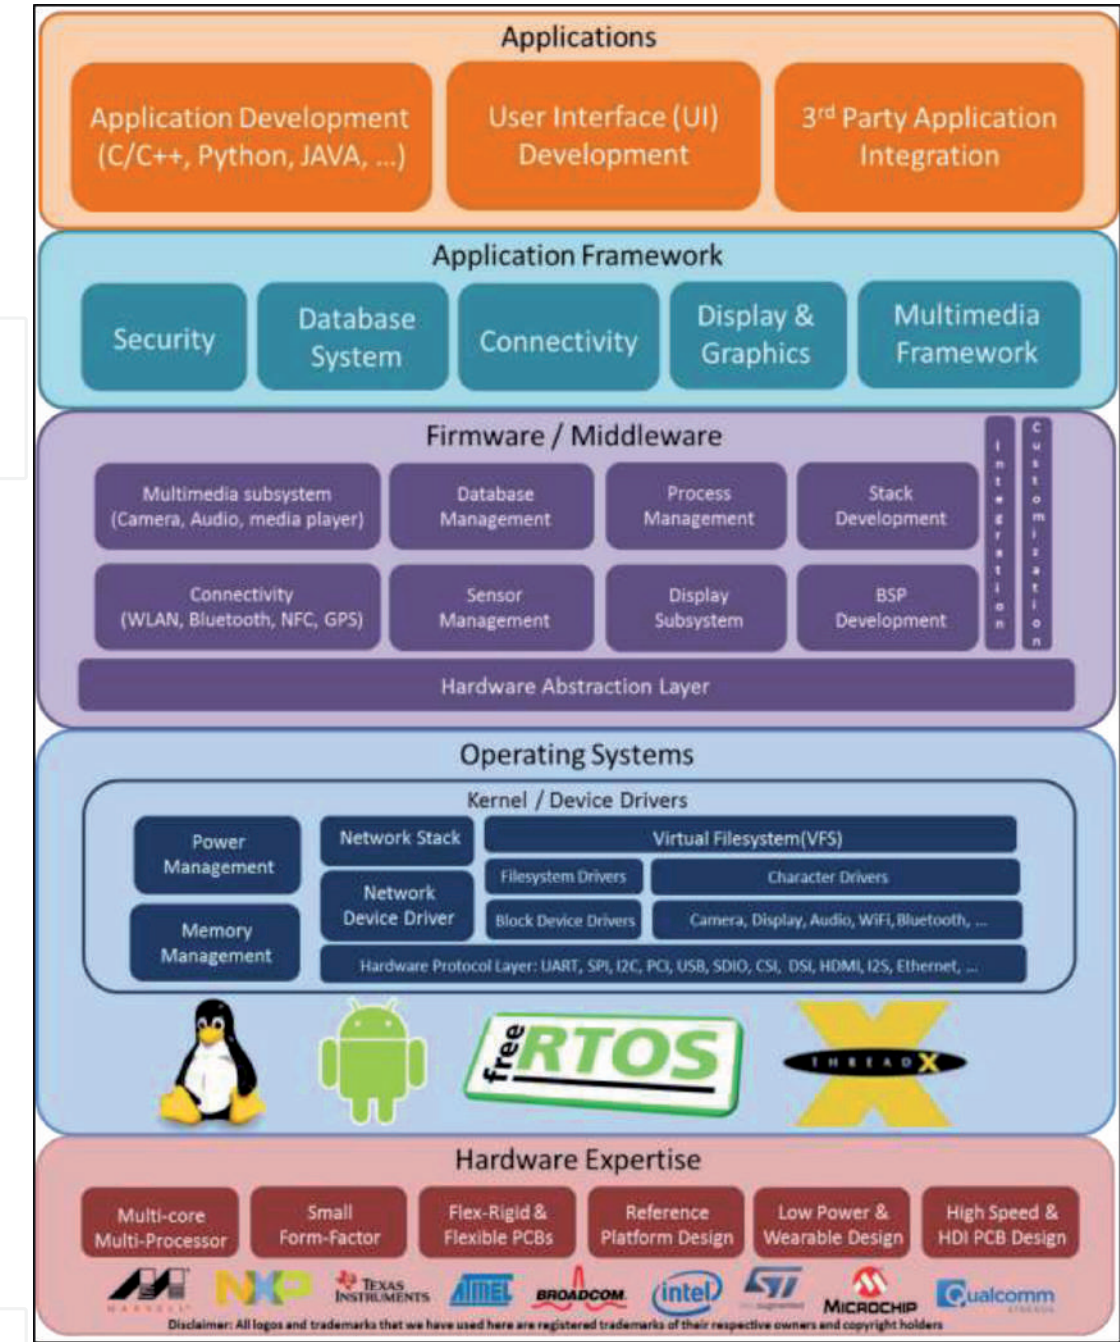 Applications
Application Development
(C/C++, Python, JAVA, ...)
User Interface (UI)
Development
3rd Party Application
Integration
Application Framework
Security
Database
System
Connectivity
Display &
Graphics
Multimedia
Framework
Firmware / Middleware
Multimedia subsystem
(Camera, Audio, media player)
Database
Management
Process
Management
Stack
Development
Connectivity
(WLAN, Bluetooth, NFC, GPS)
Sensor
Management
Display
Subsystem
BSP
Development
Integration
Customization
Hardware Abstraction Layer
Operating Systems
Kernel / Device Drivers
Power
Management
Memory
Management
Network Stack
Network
Device Driver
Virtual Filesystem(VFS)
Filesystem Drivers
Character Drivers
Block Device Drivers
Camera, Display, Audio, WiFi, Bluetooth, ...
Hardware Protocol Layer: UART, SPI, I2C, PCI, USB, SDIO, CSI, DSI, HDMI, I2S, Ethernet, ...
free RTOS
THREADX
Hardware Expertise
Multi-core
Multi-Processor
Small
Form-Factor
Flex-Rigid &
Flexible PCBs
Reference
Platform Design
Low Power &
Wearable Design
High Speed &
HDI PCB Design
MARVELL
NXP
TEXAS
INSTRUMENTS
ATMEL
BROADCOM
intel
ST
MICROCHIP
Qualcomm
Disclaimer: All logos and trademarks that we have used here are registered trademarks of their respective owners and copyright holders